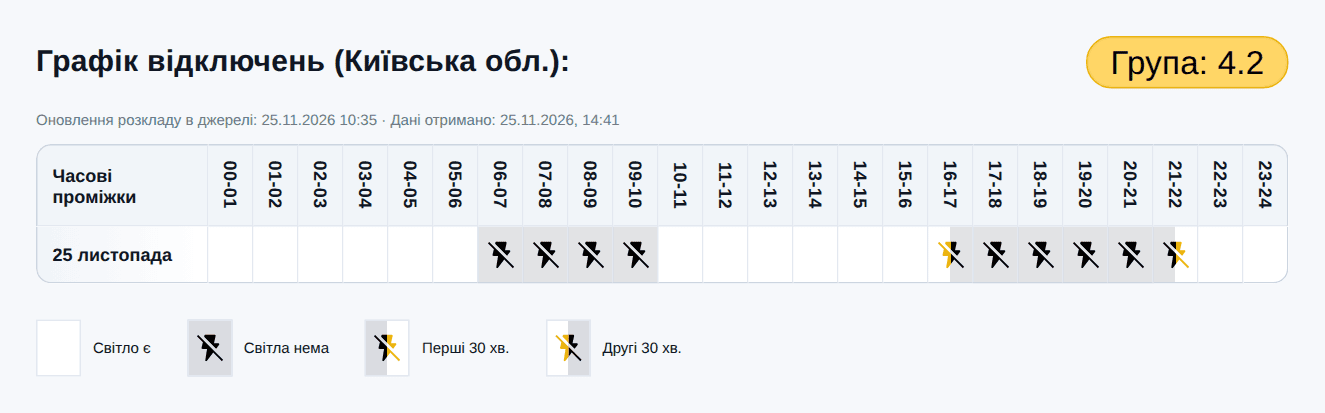 Графік відключень (Київська обл.):
Група: 4.2
Оновлення розкладу в джерелі: 25.11.2026 10:35 · Дані отримано: 25.11.2026, 14:41
Часові
проміжки
00-01 01-02 02-03 03-04 04-05 05-06 06-07 07-08 08-09 09-10 10-11 11-12 12-13 13-14 14-15 15-16 16-17 17-18 18-19 19-20 20-21 21-22 22-23 23-24
25 листопада
Світло є Світла нема Перші 30 хв. Другі 30 хв.